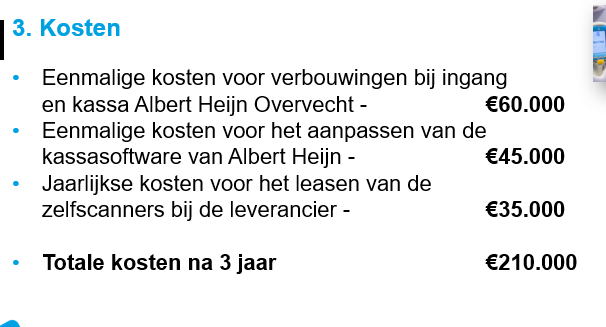 3. Kosten
• Eenmalige kosten voor verbouwingen bij ingang
en kassa Albert Heijn Overvecht - €60.000
• Eenmalige kosten voor het aanpassen van de
kassasoftware van Albert Heijn - €45.000
• Jaarlijkse kosten voor het leasen van de
zelfscanners bij de leverancier - €35.000
• Totale kosten na 3 jaar €210.000